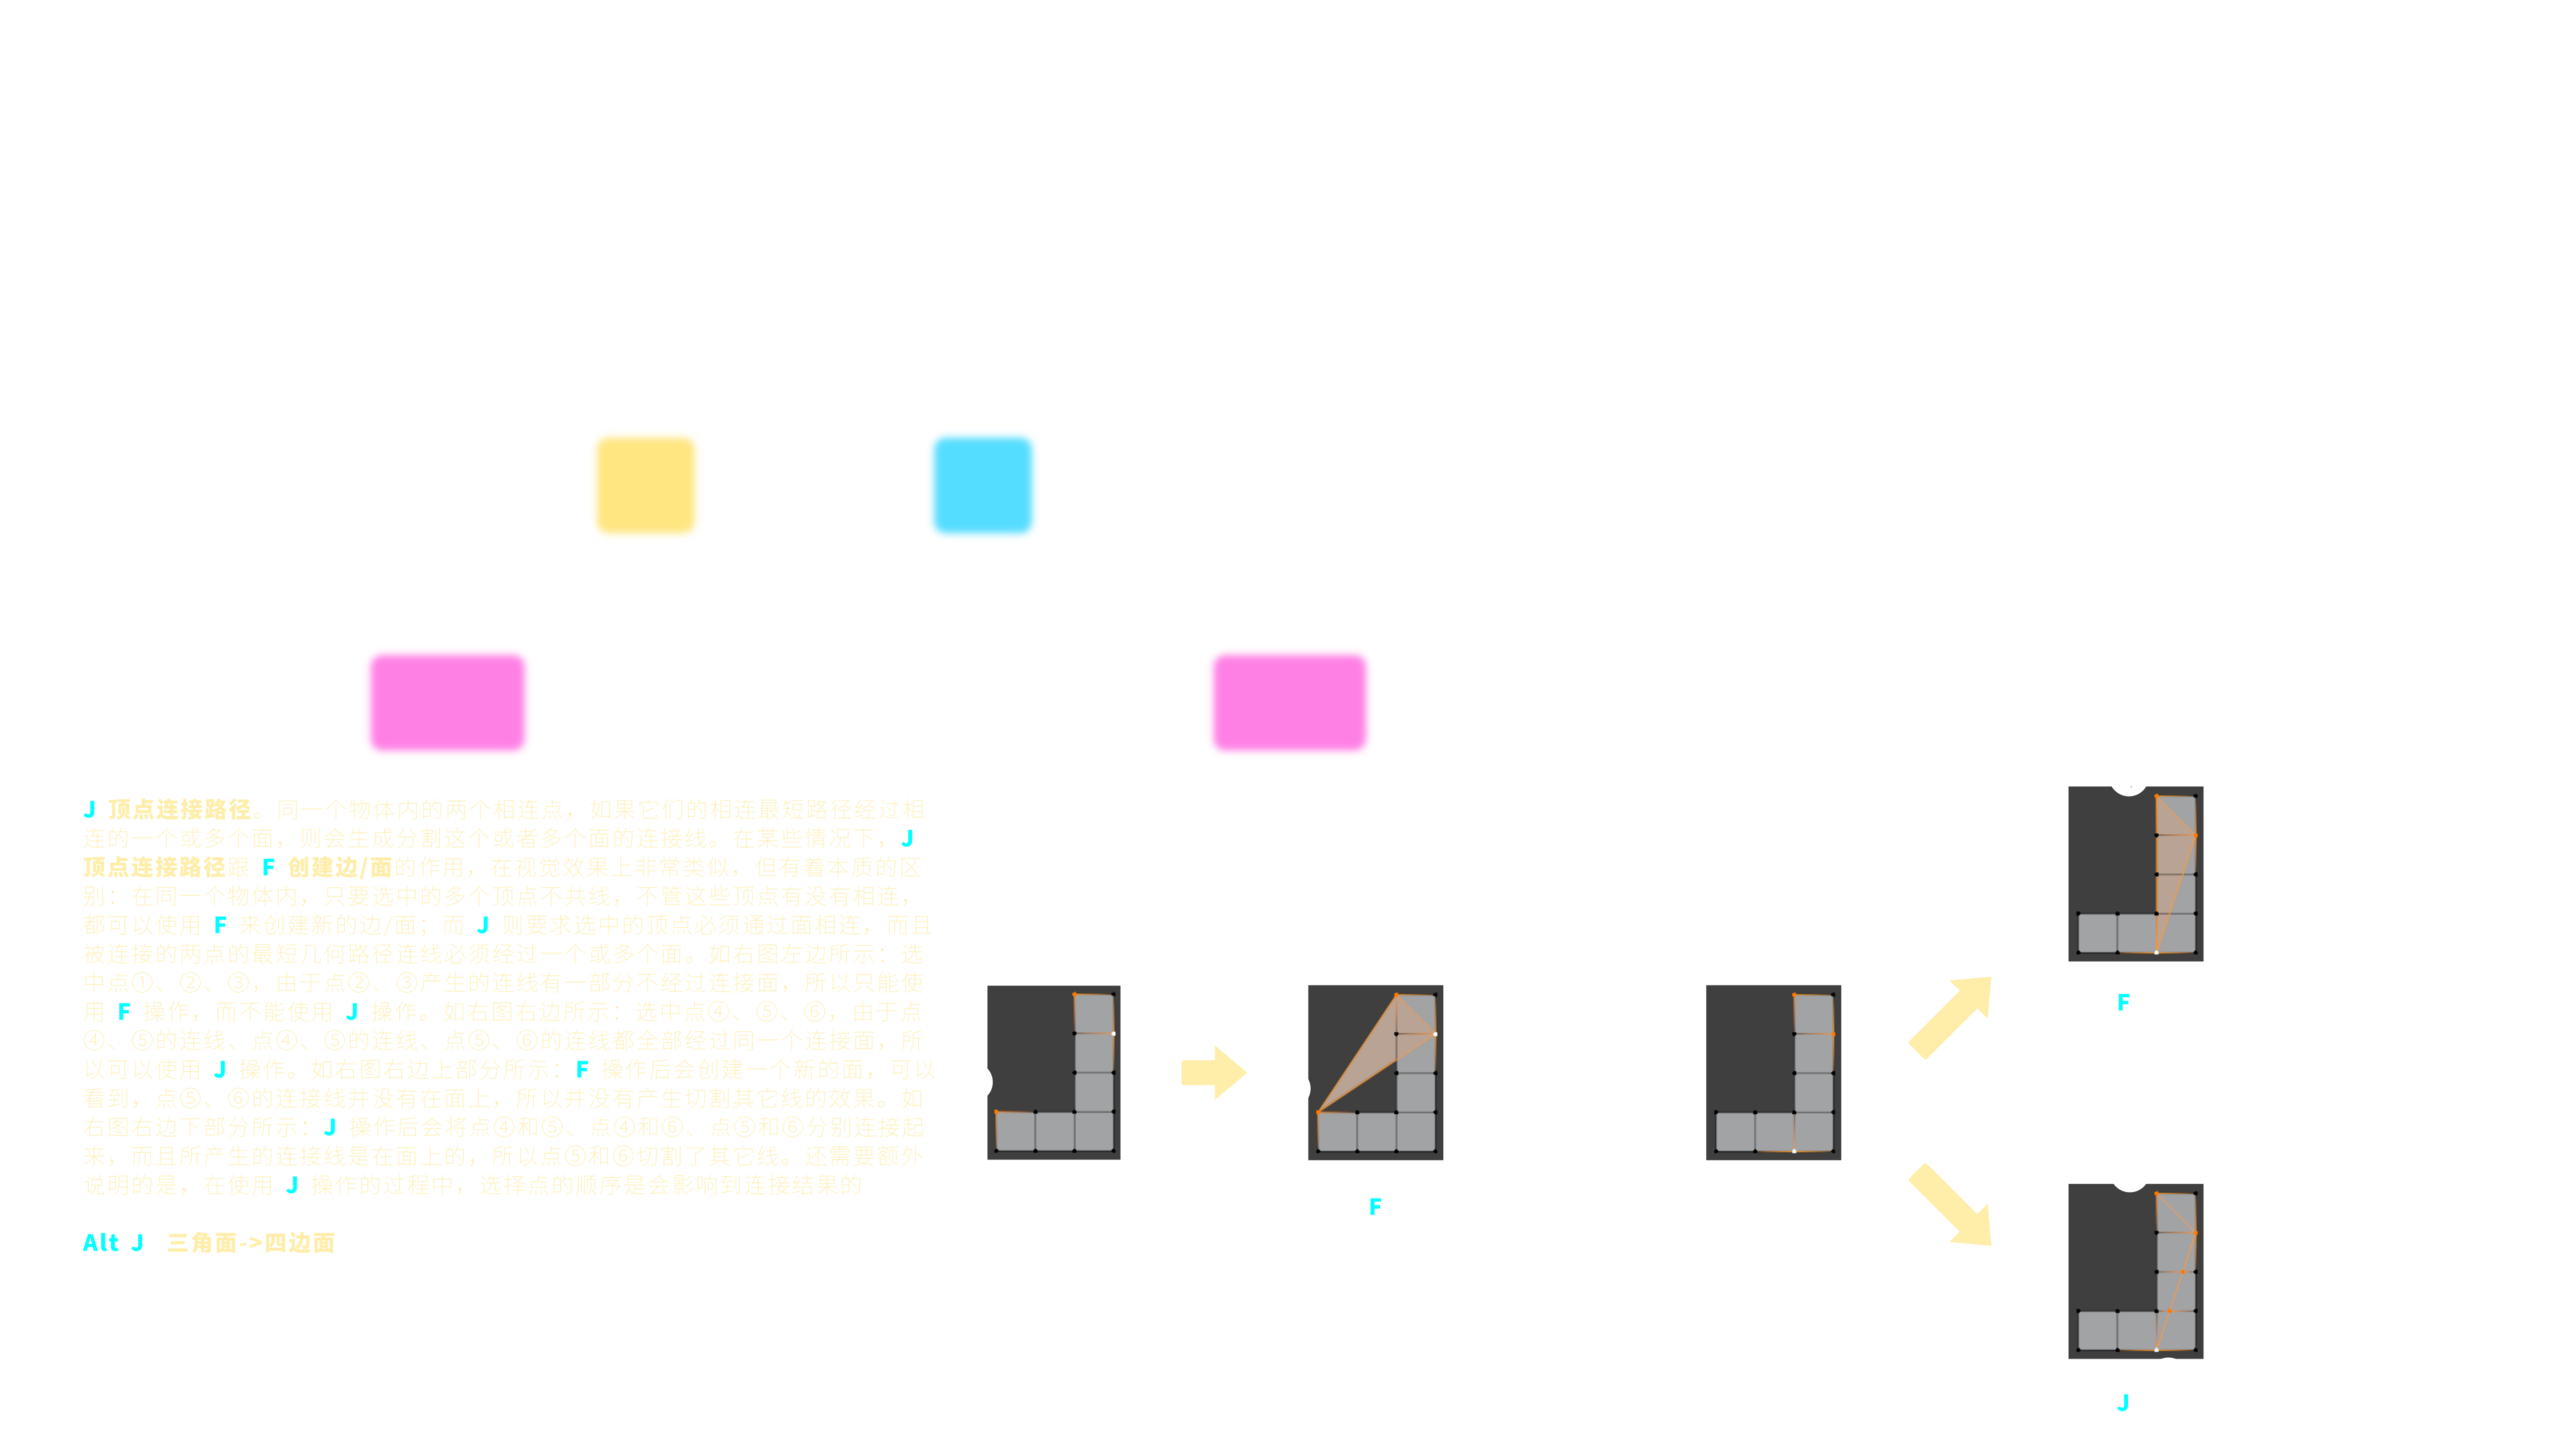 J 顶点连接路径。同一个物体内的两个相连点，如果它们的相连最短路径经过相
连的一个或多个面，则会生成分割这个或者多个面的连接线。在某些情况下，J
顶点连接路径跟 F 创建边/面的作用，在视觉效果上非常类似，但有着本质的区
别：在同一个物体内，只要选中的多个顶点不共线，不管这些顶点有没有相连，
都可以使用 F 来创建新的边/面；而 J 则要求选中的顶点必须通过面相连，而且
被连接的两点的最短几何路径连线必须经过一个或多个面。如右图左边所示：选
中点①、②、③，由于点②、③产生的连线有一部分不经过连接面，所以只能使
用 F 操作，而不能使用 J 操作。如右图右边所示：选中点④、⑤、⑥，由于点
④、⑤的连线、点④、⑤的连线、点⑤、⑥的连线都全部经过同一个连接面，所
以可以使用 J 操作。如右图右边上部分所示：F 操作后会创建一个新的面，可以
看到，点⑤、⑥的连接线并没有在面上，所以并没有产生切割其它线的效果。如
右图右边下部分所示：J 操作后会将点④和⑤、点④和⑥、点⑤和⑥分别连接起
来，而且所产生的连接线是在面上的，所以点⑤和⑥切割了其它线。还需要额外
说明的是，在使用 J 操作的过程中，选择点的顺序是会影响到连接结果的
Alt J 三角面->四边面
F
F
J